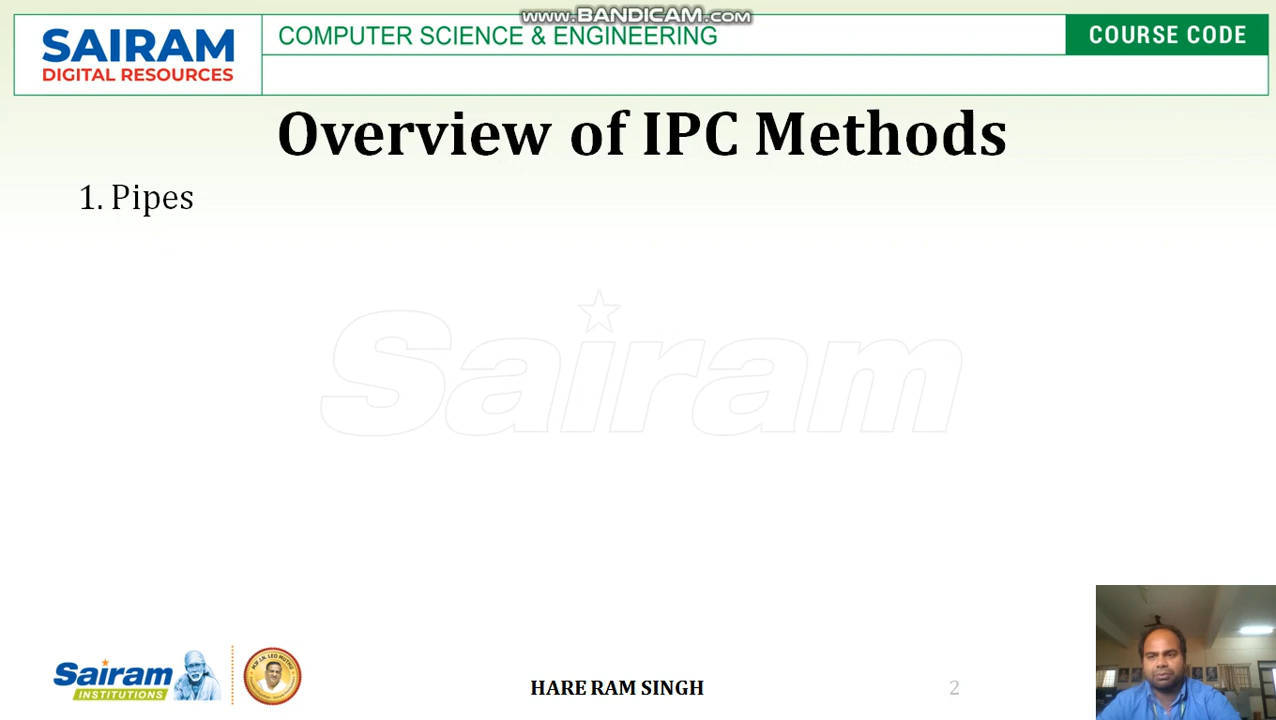 www.BANDICAM.com
SAIRAM
DIGITAL RESOURCES
COMPUTER SCIENCE & ENGINEERING
COURSE CODE
Overview of IPC Methods
1. Pipes
Sairam
Sairam
INSTITUTIONS
HARE RAM SINGH
2